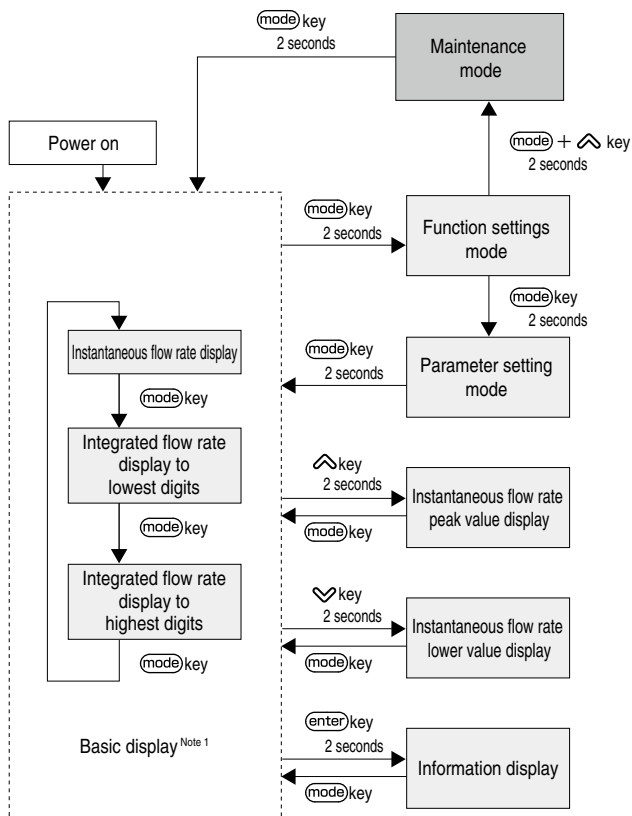 mode key
2 seconds
Maintenance
mode
Power on
mode + key
2 seconds
mode key
2 seconds
Function settings
mode
mode key
2 seconds
Instantaneous flow rate display
mode key
2 seconds
Parameter setting
mode
mode key
Integrated flow rate
display to
lowest digits
key
2 seconds
mode key
Instantaneous flow rate
peak value display
mode key
Integrated flow rate
display to
highest digits
key
2 seconds
mode key
Instantaneous flow rate
lower value display
mode key
Basic display Note 1
enter key
2 seconds
mode key
Information display